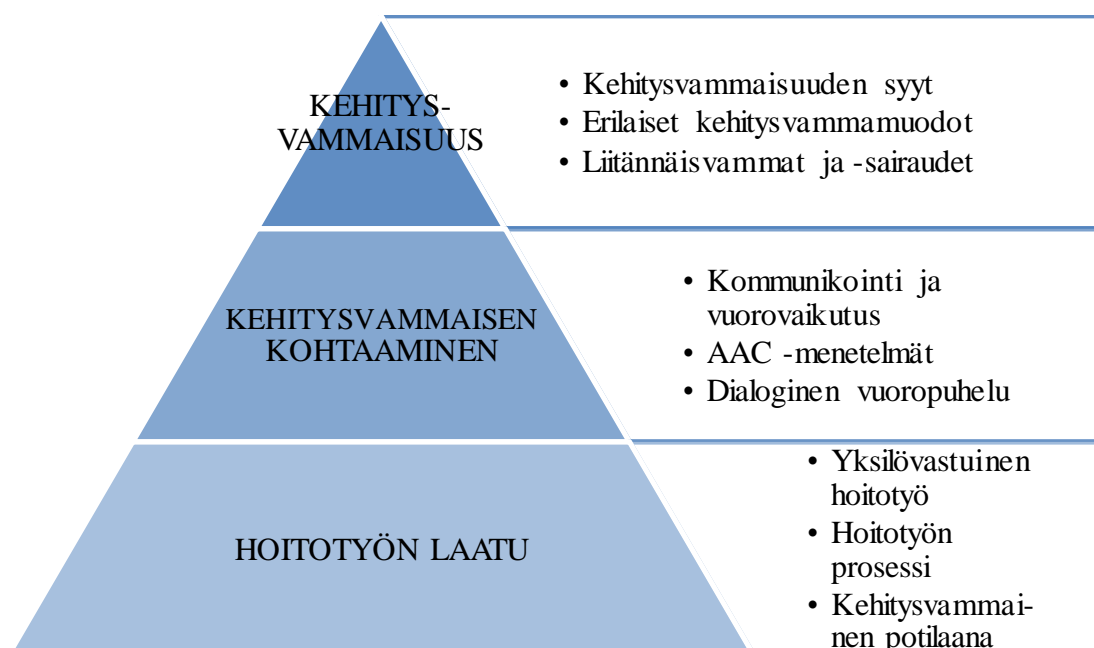 KEHITYS-
VAMMAISUUS
• Kehitysvammaisuuden syyt
• Erilaiset kehitysvammamuodot
• Liitännäisvammat ja -sairaudet
KEHITYSVAMMAISEN
KOHTAAMINEN
• Kommunikointi ja
vuorovaikutus
• AAC -menetelmät
• Dialoginen vuoropuhelu
HOITOTYÖN LAATU
• Yksilövastuinen
hoitotyö
• Hoitotyön
prosessi
• Kehitysvammai-
nen potilaana